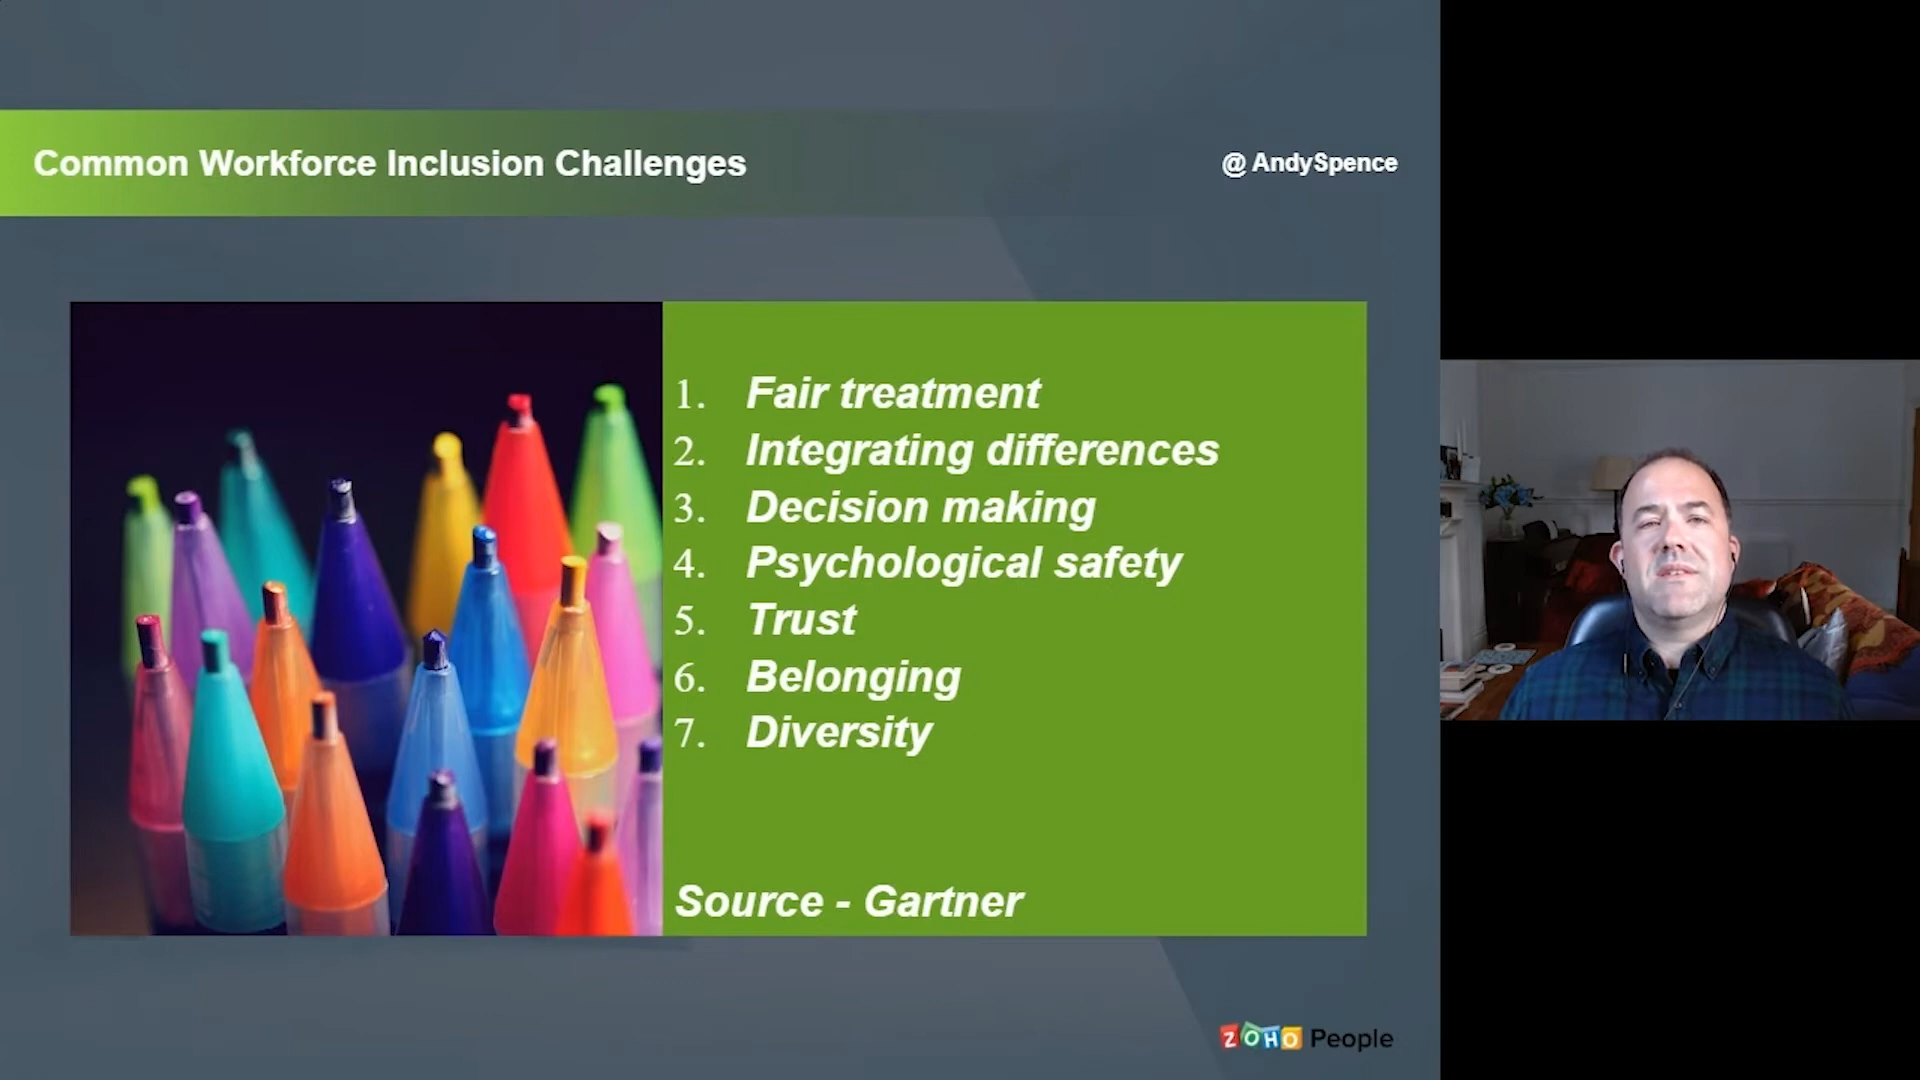 Common Workforce Inclusion Challenges
@AndySpence
1. Fair treatment
2. Integrating differences
3. Decision making
4. Psychological safety
5. Trust
6. Belonging
7. Diversity
Source - Gartner
ZOHO People